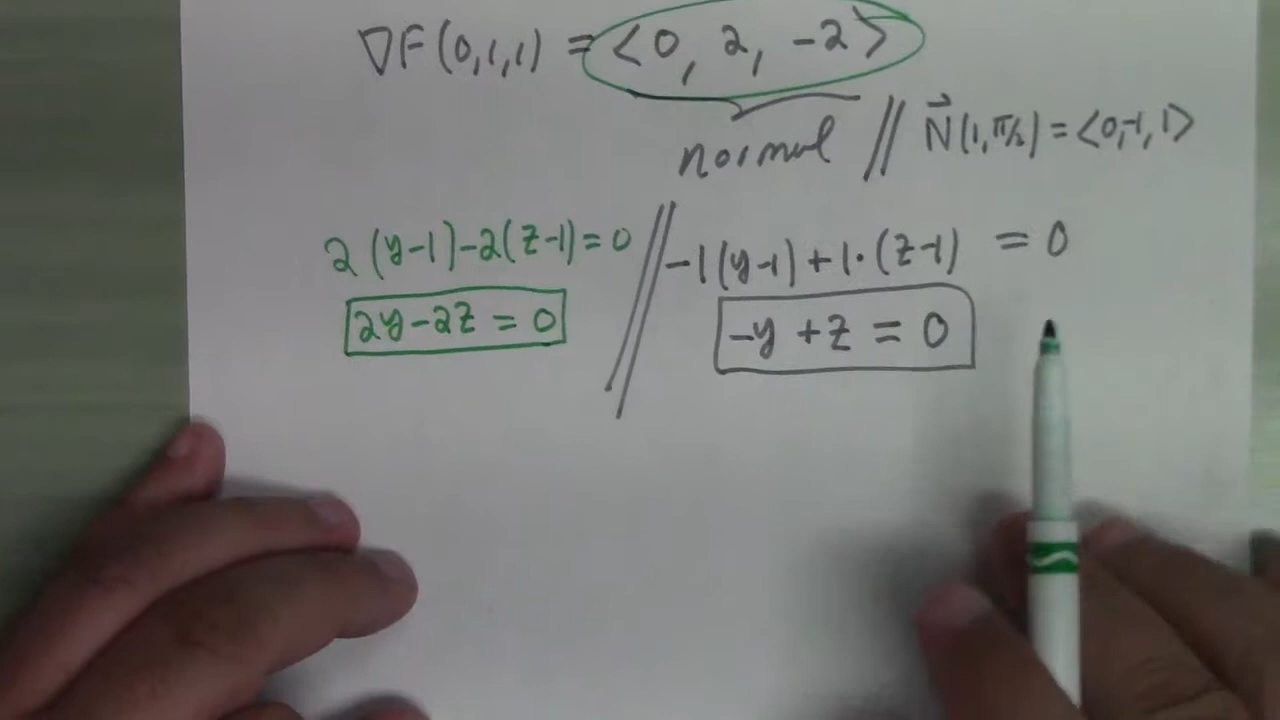 ∇F(0,1,1) = <0, 2, -2>
normal // N⃗(1,π/2) = <0,-1,1>
2(y-1)-2(z-1)=0 // -1(y-1)+1·(z-1) = 0
2y-2z = 0 // -y+z = 0